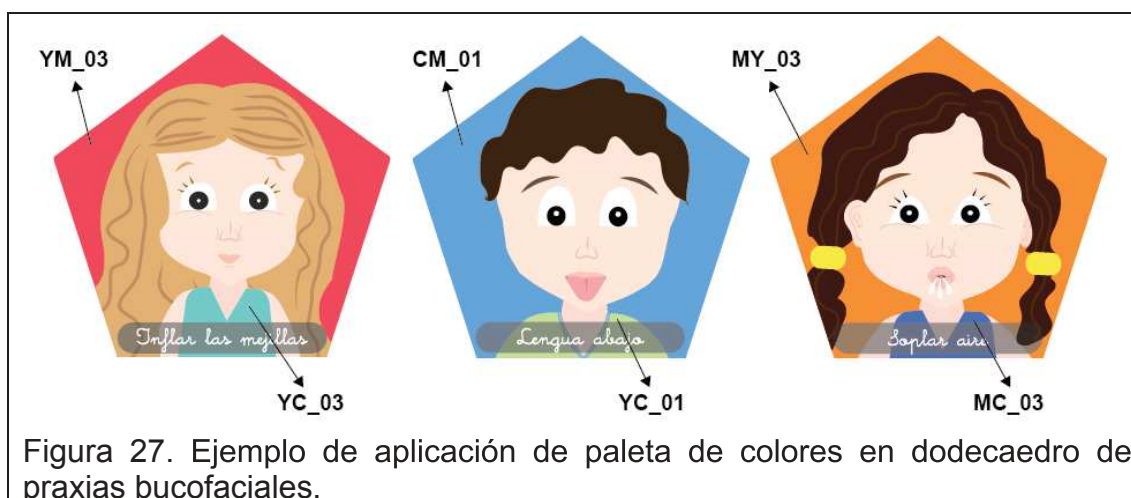 YM_03
CM_01
MY_03
Inflar las mejillas
Lengua abajo
Soplar aire
YC_03
YC_01
MC_03
Figura 27. Ejemplo de aplicación de paleta de colores en dodecaedro de
praxias bucofaciales.